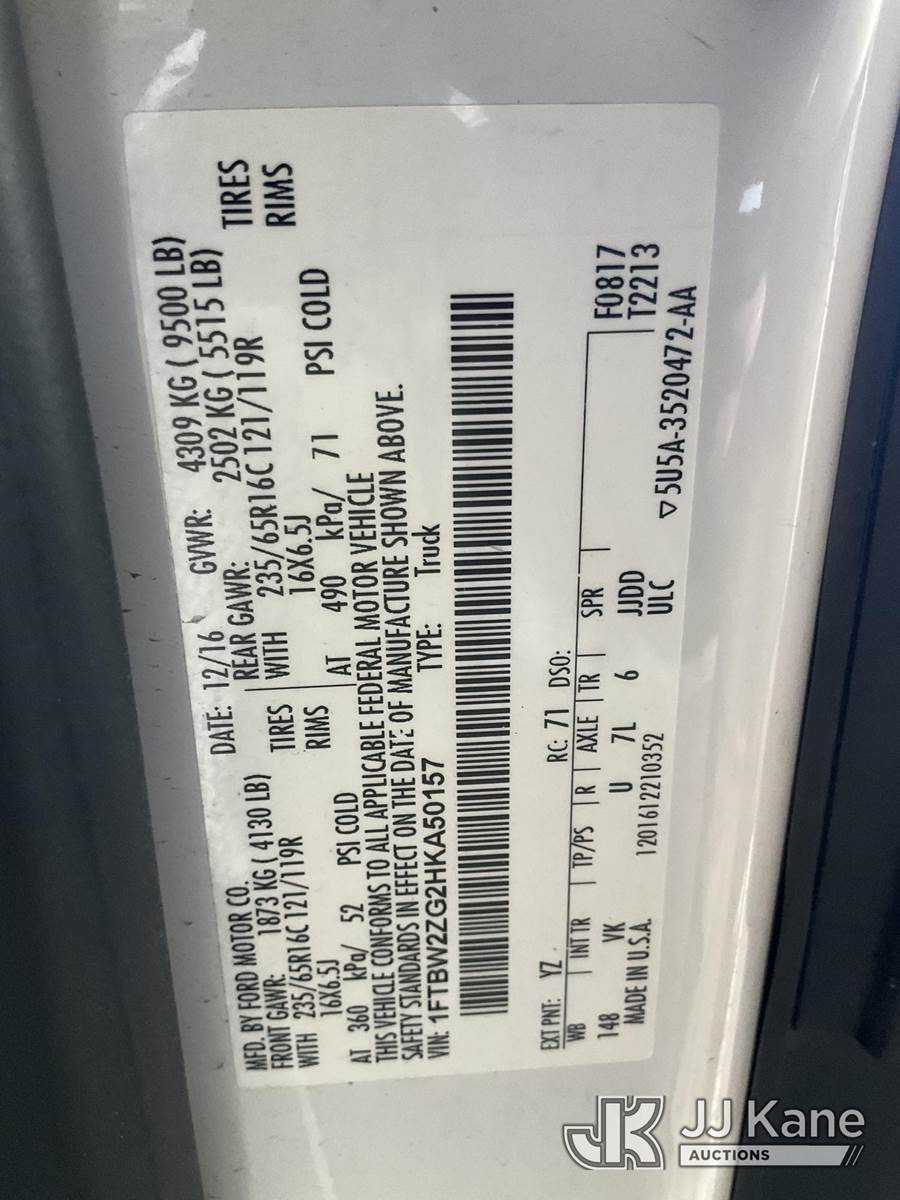 MFD. BY FORD MOTOR CO.
DATE: 12/16 GVWR: 4309 KG ( 9500 LB)
FRONT GAWR: 1873 KG ( 4130 LB) REAR GAWR: 2502 KG ( 5515 LB)
WITH 235/65R16C 121/119R TIRES WITH 235/65R16C 121/119R TIRES
16X6.5J RIMS 16X6.5J RIMS
AT 360 kPa/ 52 PSI COLD AT 490 kPa/ 71 PSI COLD
THIS VEHICLE CONFORMS TO ALL APPLICABLE FEDERAL MOTOR VEHICLE
SAFETY STANDARDS IN EFFECT ON THE DATE OF MANUFACTURE SHOWN ABOVE.
VIN: 1FTBW2ZG2HKA50157 TYPE: Truck
EXT PNT: YZ RC: 71 DSO:
WB INT TR TP/PS R AXLE TR SPR F0817
148 VK U 7L 6 JJDD T2213
MADE IN U.S.A. 1201612210352 ULC
▽5U5A-3520472-AA
JK JJ Kane
AUCTIONS